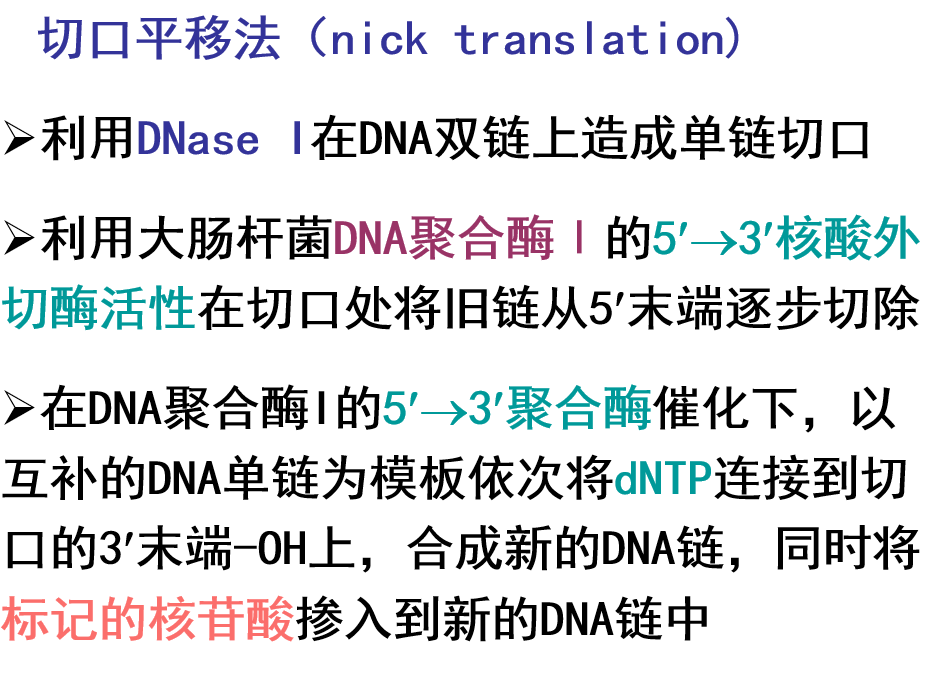 切口平移法（nick translation)
➢利用DNase I在DNA双链上造成单链切口
➢利用大肠杆菌DNA聚合酶Ⅰ的5′→3′核酸外
切酶活性在切口处将旧链从5′末端逐步切除
➢在DNA聚合酶I的5′→3′聚合酶催化下，以
互补的DNA单链为模板依次将dNTP连接到切
口的3′末端-OH上，合成新的DNA链，同时将
标记的核苷酸掺入到新的DNA链中